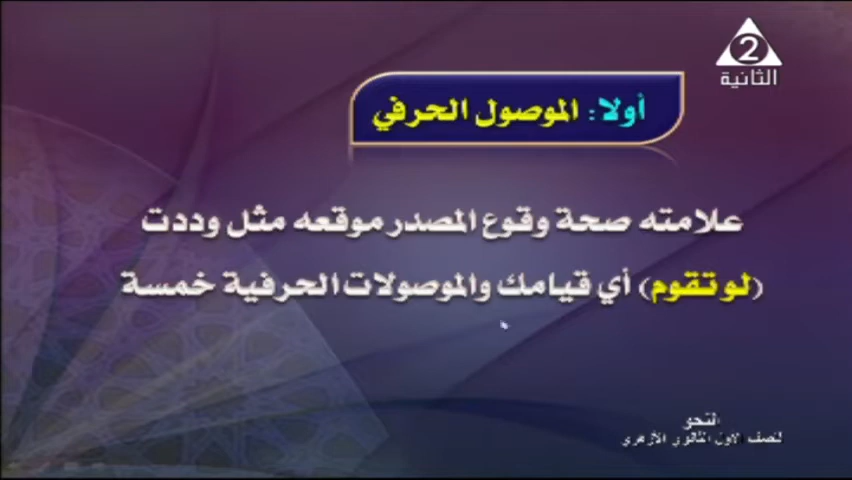 2
الثانية
أولا: الموصول الحرفي
علامته صحة وقوع المصدر موقعه مثل وددت
(لو تقوم) أي قيامك والموصولات الحرفية خمسة
النحو
للصف الأول الثانوي الأزهري